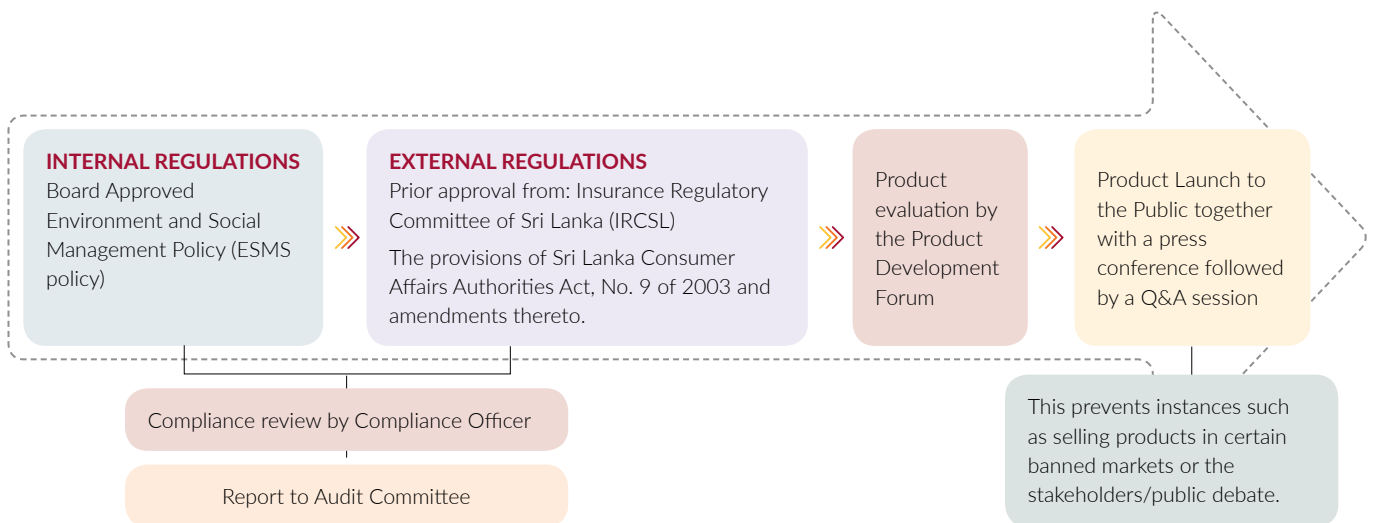 INTERNAL REGULATIONS
Board Approved
Environment and Social
Management Policy (ESMS
policy)
EXTERNAL REGULATIONS
Prior approval from: Insurance Regulatory
Committee of Sri Lanka (IRCSL)
The provisions of Sri Lanka Consumer
Affairs Authorities Act, No. 9 of 2003 and
amendments thereto.
Product
evaluation by
the Product
Development
Forum
Product Launch to
the Public together
with a press
conference followed
by a Q&A session
Compliance review by Compliance Officer
Report to Audit Committee
This prevents instances such
as selling products in certain
banned markets or the
stakeholders/public debate.